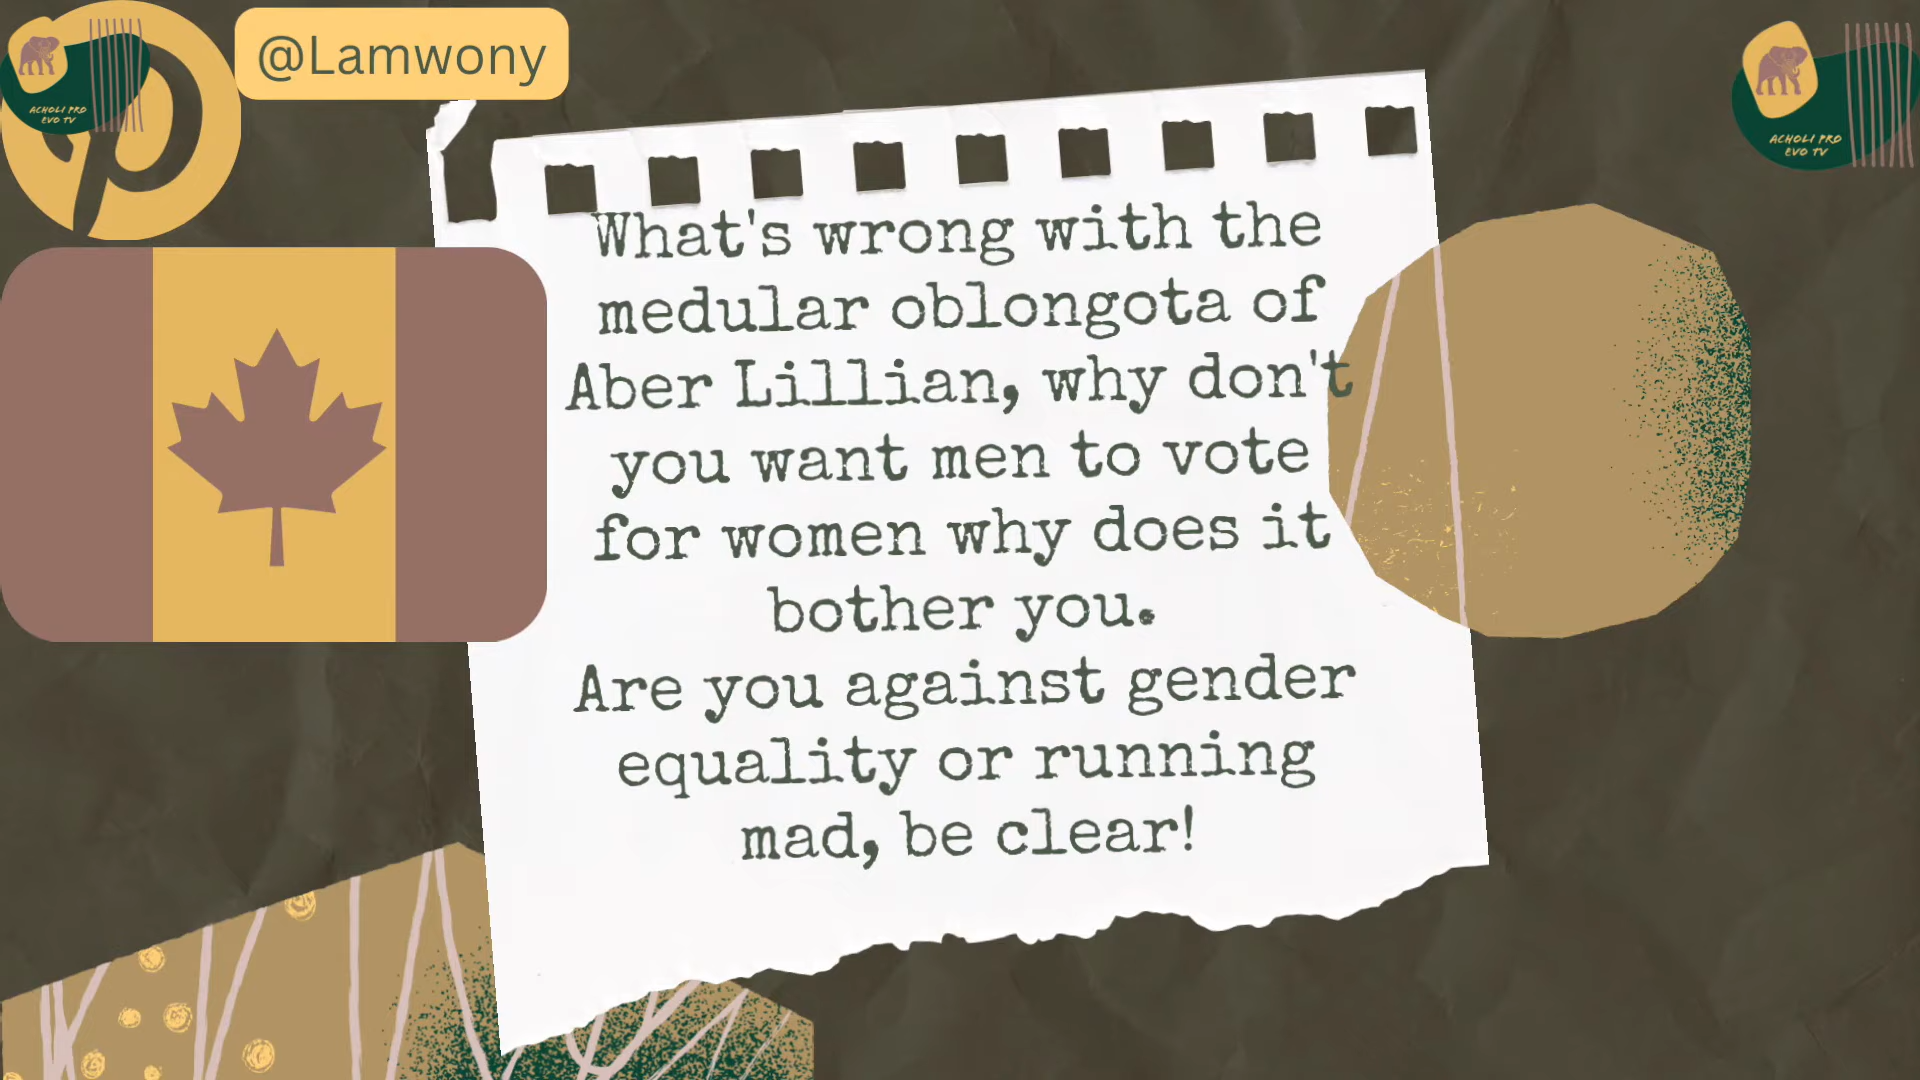 ACHOLI PRO
EVO TV
@Lamwony
ACHOLI PRO
EVO TV
What's wrong with the
medular oblongota of
Aber Lillian, why don't
you want men to vote
for women why does it
bother you.
Are you against gender
equality or running
mad, be clear!